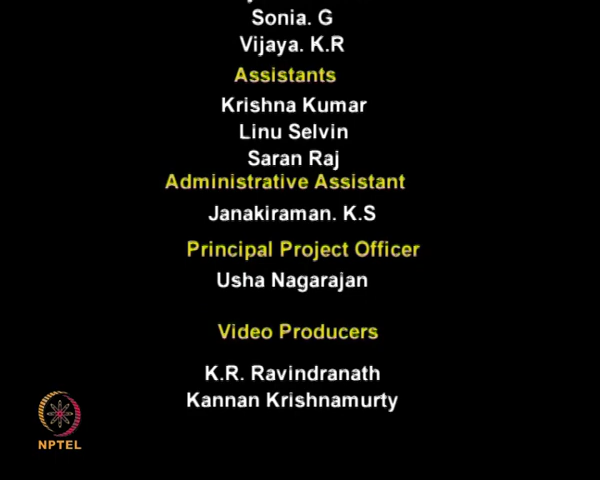 Sonia. G
Vijaya. K.R
Assistants
Krishna Kumar
Linu Selvin
Saran Raj
Administrative Assistant
Janakiraman. K.S
Principal Project Officer
Usha Nagarajan
Video Producers
K.R. Ravindranath
Kannan Krishnamurty
NPTEL